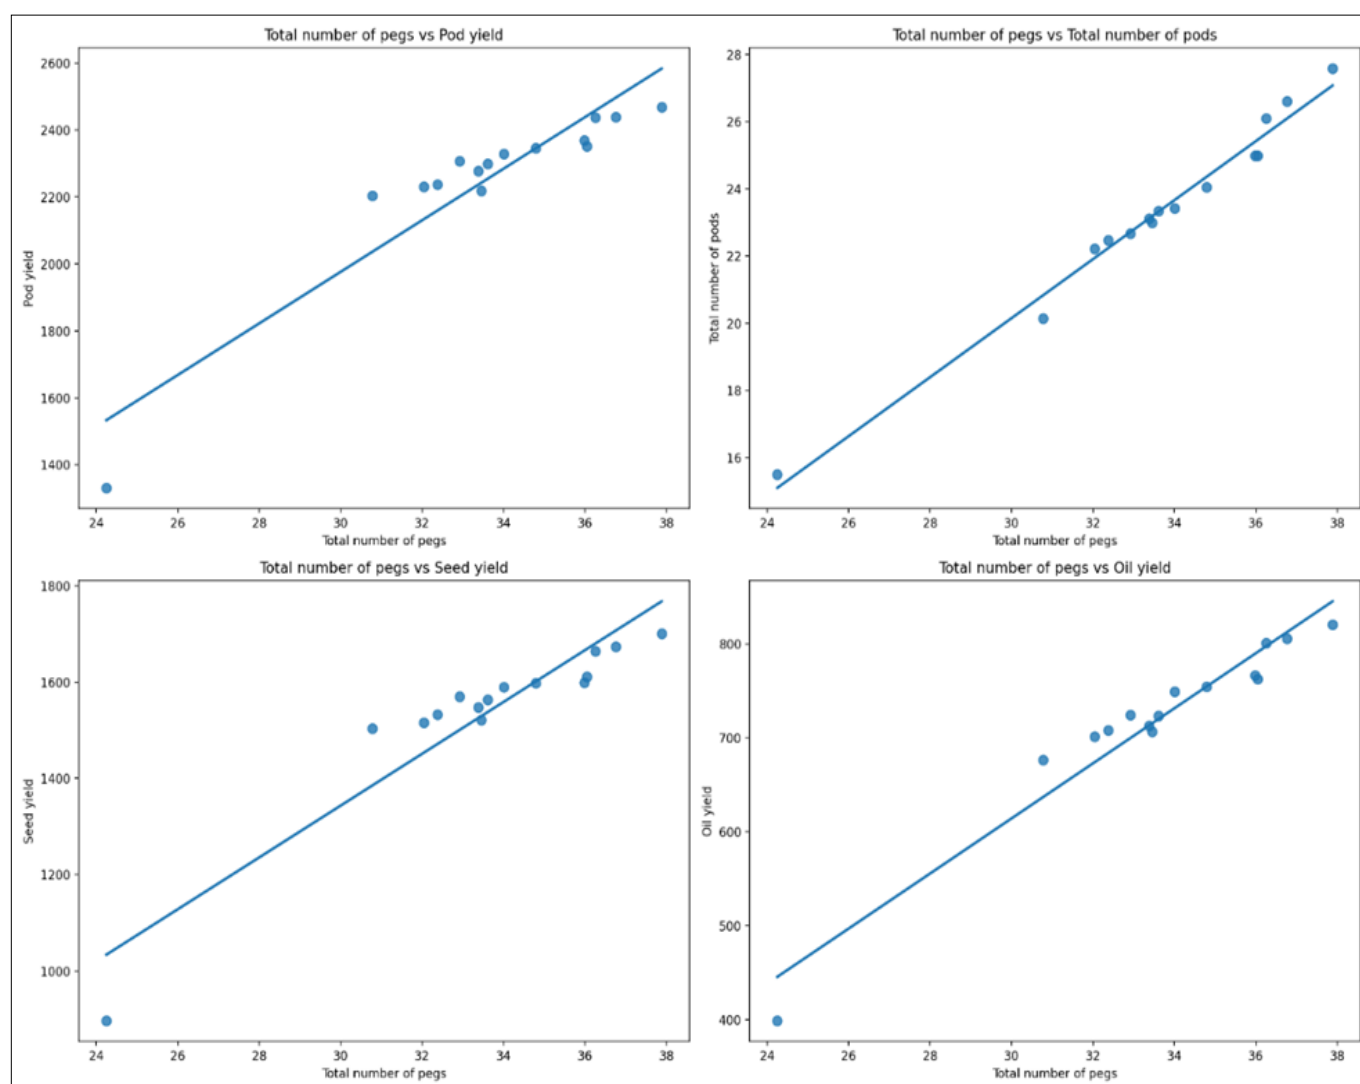 Total number of pegs vs Pod yield
2600
2400
2200
2000
1800
1600
1400
Pod yield
24 26 28 30 32 34 36 38
Total number of pegs
Total number of pegs vs Total number of pods
28
26
24
22
20
18
16
Total number of pods
24 26 28 30 32 34 36 38
Total number of pegs
Total number of pegs vs Seed yield
1800
1600
1400
1200
1000
Seed yield
24 26 28 30 32 34 36 38
Total number of pegs
Total number of pegs vs Oil yield
800
700
600
500
400
Oil yield
24 26 28 30 32 34 36 38
Total number of pegs